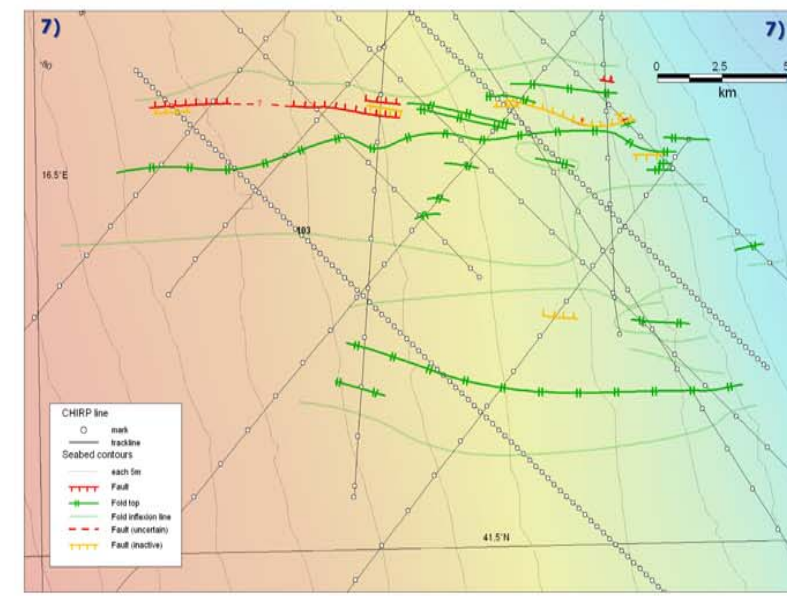 7)
7)
0 2.5 5
km
?
16.5°E
103
CHIRP line
mark
trackline
Seabed contours
each 5m
Fault
Fold top
Fold inflexion line
Fault (uncertain)
Fault (inactive)
41.5°N